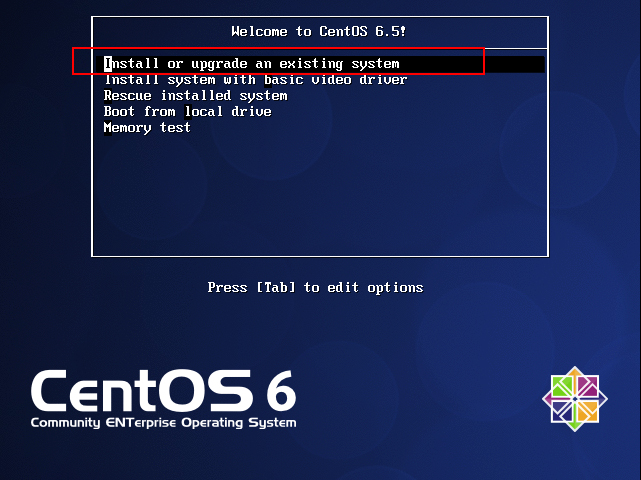 Welcome to CentOS 6.5!
Install or upgrade an existing system
Install system with basic video driver
Rescue installed system
Boot from local drive
Memory test
Press [Tab] to edit options
CentOS 6
Community ENTerprise Operating System